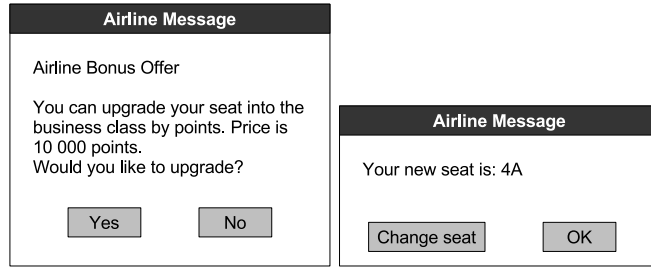 Airline Message
Airline Bonus Offer
You can upgrade your seat into the
business class by points. Price is
10 000 points.
Would you like to upgrade?
Yes
No
Airline Message
Your new seat is: 4A
Change seat
OK